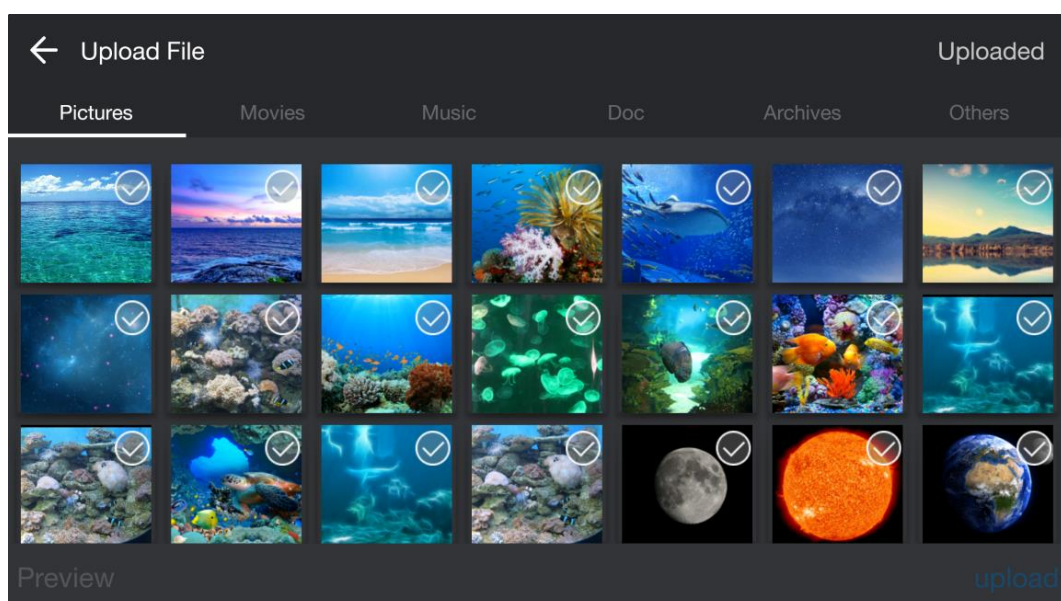 Upload File
Uploaded
Pictures Movies Music Doc Archives Others
Preview
upload